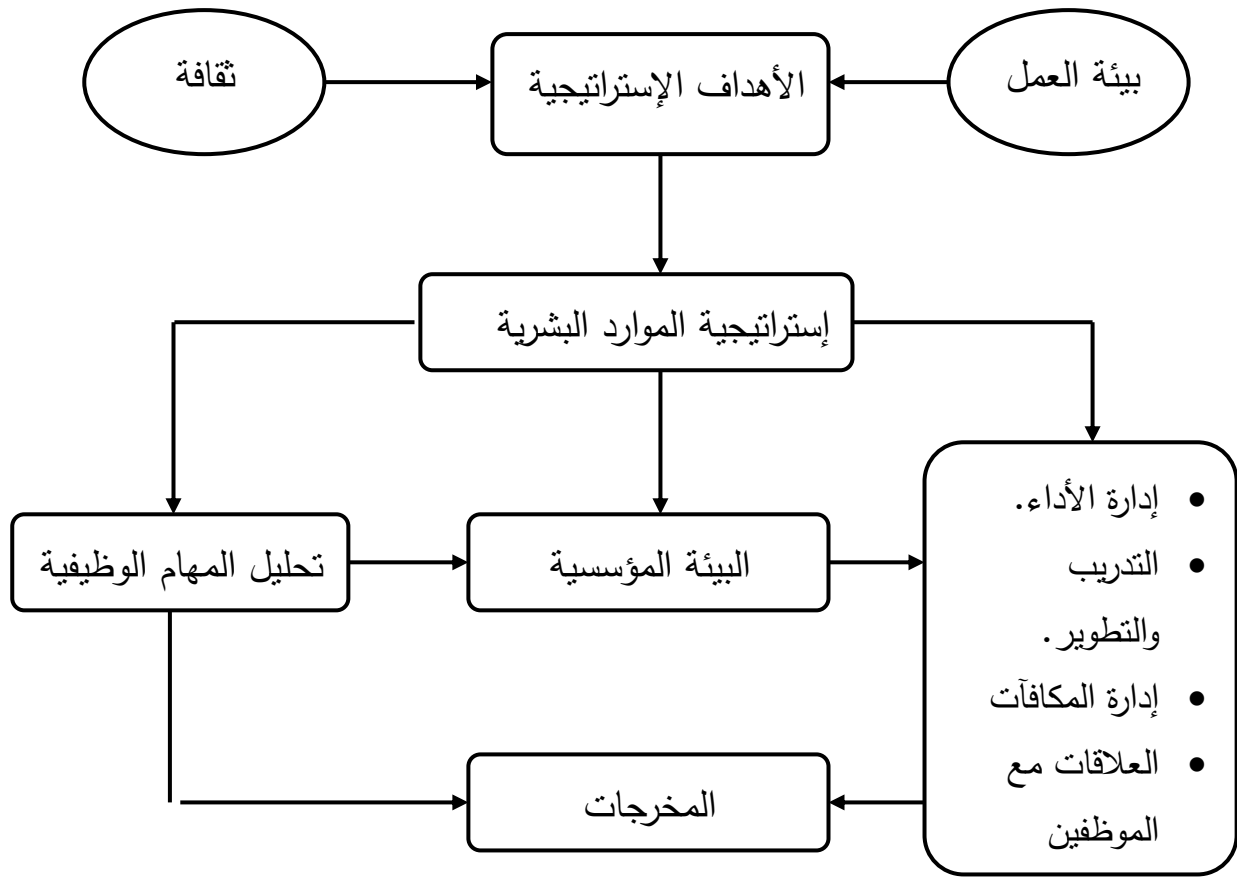 بيئة العمل
الأهداف الإستراتيجية
ثقافة
إستراتيجية الموارد البشرية
• إدارة الأداء.
• التدريب
والتطوير.
• إدارة المكافآت
• العلاقات مع
الموظفين
البيئة المؤسسية
تحليل المهام الوظيفية
المخرجات